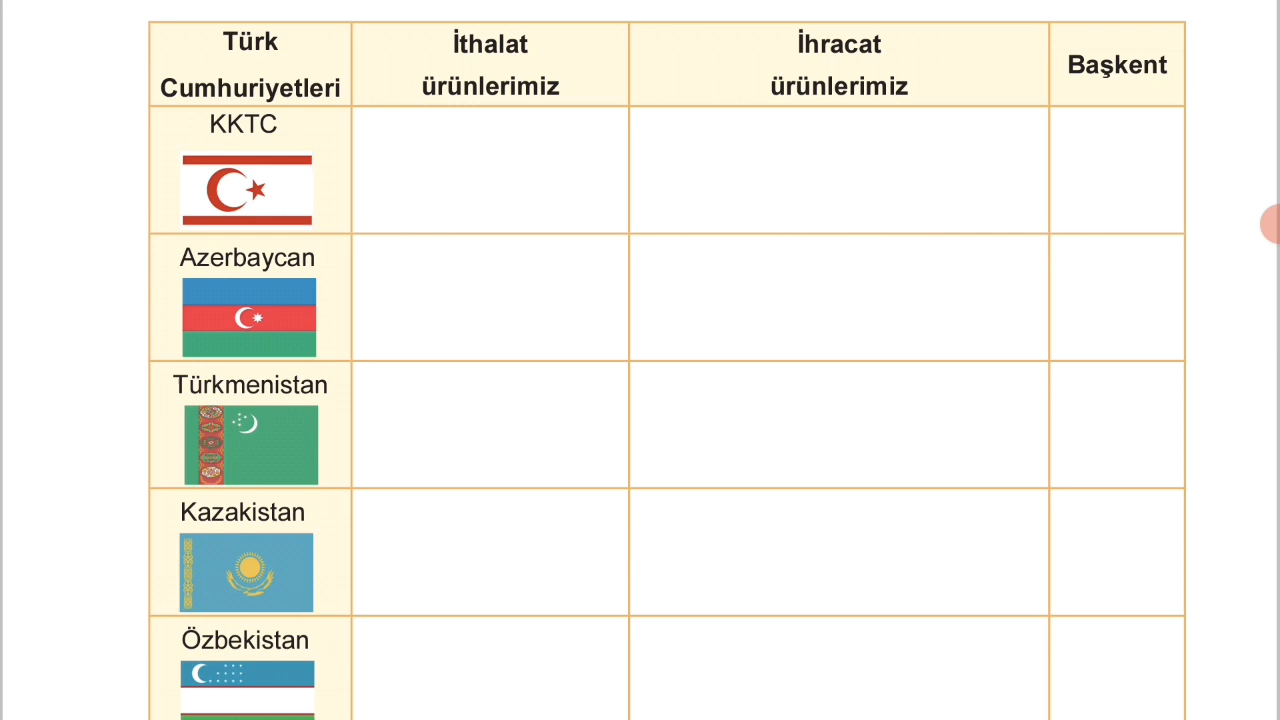 Türk
Cumhuriyetleri
İthalat
ürünlerimiz
İhracat
ürünlerimiz
Başkent
KKTC
Azerbaycan
Türkmenistan
Kazakistan
Özbekistan